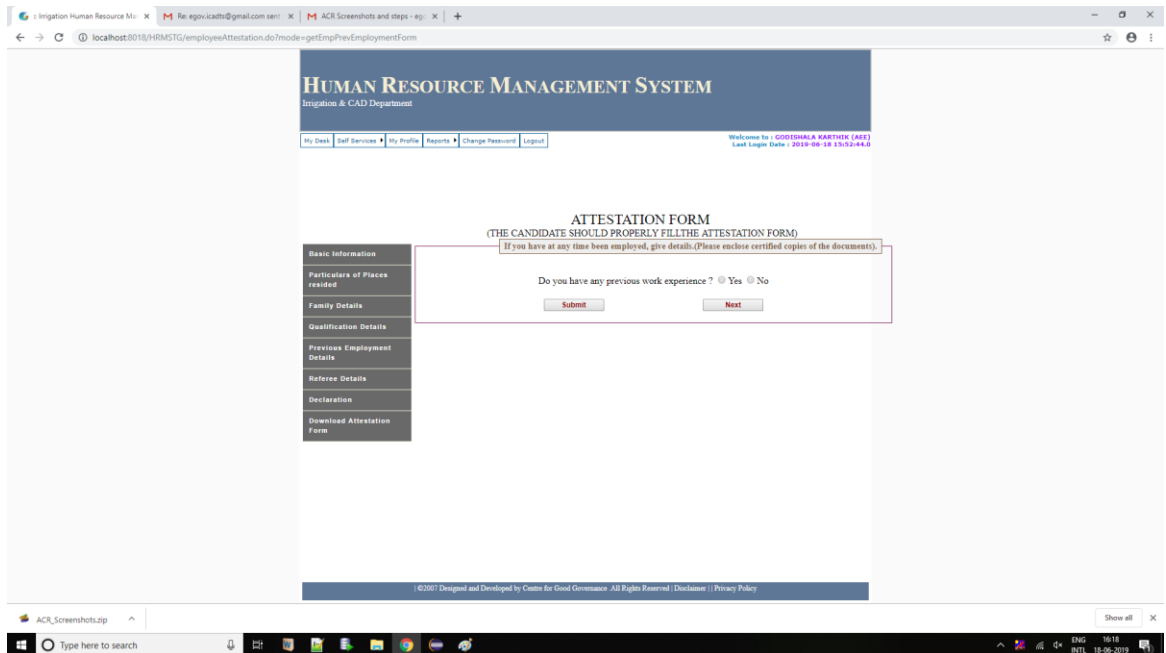 : Irrigation Human Resource Ma
Re: egov.icadts@gmail.com sent
ACR Screenshots and steps - eg
localhost:8018/HRMSTG/employeeAttestation.do?mode=getEmpPrevEmploymentForm
HUMAN RESOURCE MANAGEMENT SYSTEM
Irrigation & CAD Department
My Desk Self Services My Profile Reports Change Password Logout
Welcome to : GODISHALA KARTHIK (AEE)
Last Login Date : 2019-06-18 15:52:44.0
ATTESTATION FORM
(THE CANDIDATE SHOULD PROPERLY FILLTHE ATTESTATION FORM)
If you have at any time been employed, give details.(Please enclose certified copies of the documents).
Basic Information
Particulars of Places
resided
Family Details
Qualification Details
Previous Employment
Details
Referee Details
Declaration
Download Attestation
Form
Do you have any previous work experience ? Yes No
Submit Next
| ©2007 Designed and Developed by Centre for Good Governance .All Rights Reserved | Disclaimer | | Privacy Policy
ACR_Screenshots.zip
Show all
Type here to search
ENG
INTL
16:18
18-06-2019